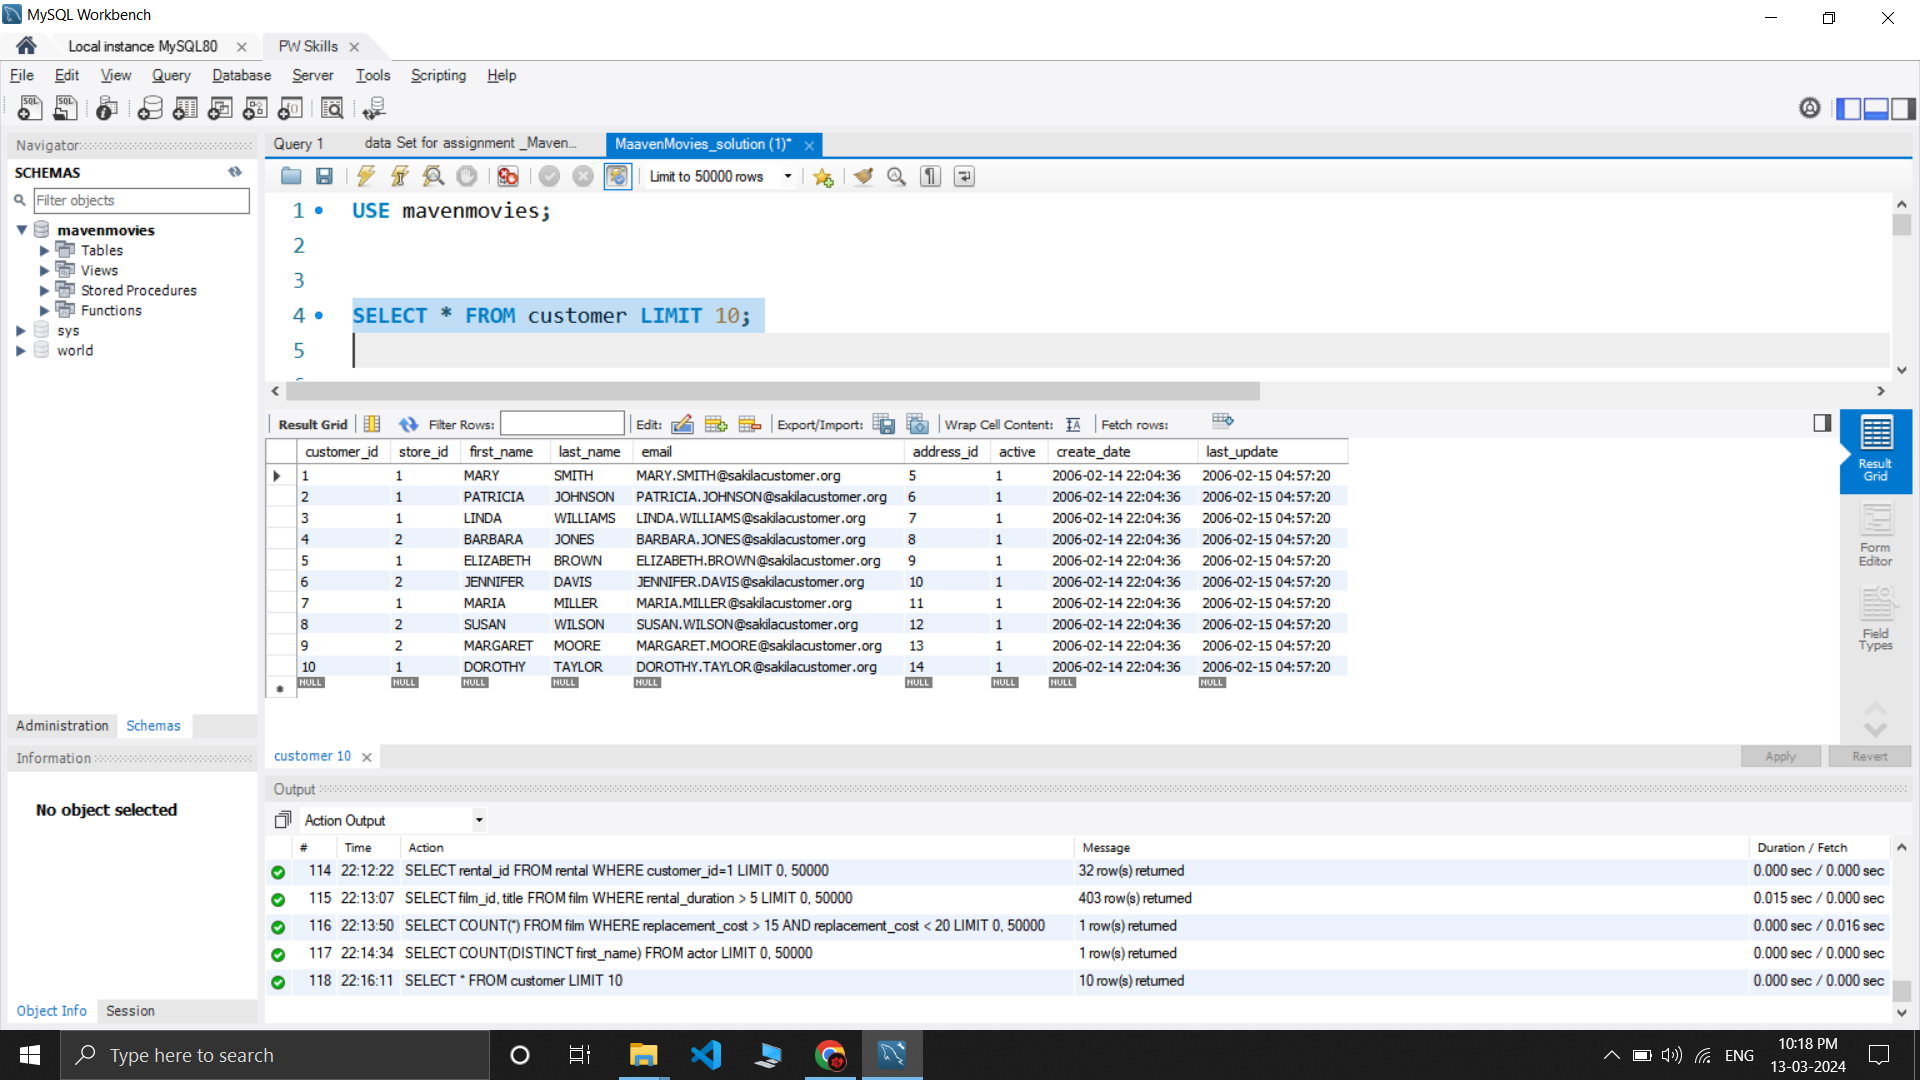 MySQL Workbench
Local instance MySQL80
PW Skills
File Edit View Query Database Server Tools Scripting Help
Navigator
SCHEMAS
Filter objects
mavenmovies
Tables
Views
Stored Procedures
Functions
sys
world
Administration Schemas
Information
No object selected
Object Info Session
Query 1
data Set for assignment _Maven...
MaavenMovies_solution (1)*
Limit to 50000 rows
1 USE mavenmovies;
2
3
4 SELECT * FROM customer LIMIT 10;
5
Result Grid Filter Rows: Edit: Export/Import: Wrap Cell Content: Fetch rows:
customer_id store_id first_name last_name email address_id active create_date last_update
1 1 MARY SMITH MARY.SMITH@sakilacustomer.org 5 1 2006-02-14 22:04:36 2006-02-15 04:57:20
2 1 PATRICIA JOHNSON PATRICIA.JOHNSON@sakilacustomer.org 6 1 2006-02-14 22:04:36 2006-02-15 04:57:20
3 1 LINDA WILLIAMS LINDA.WILLIAMS@sakilacustomer.org 7 1 2006-02-14 22:04:36 2006-02-15 04:57:20
4 2 BARBARA JONES BARBARA.JONES@sakilacustomer.org 8 1 2006-02-14 22:04:36 2006-02-15 04:57:20
5 1 ELIZABETH BROWN ELIZABETH.BROWN@sakilacustomer.org 9 1 2006-02-14 22:04:36 2006-02-15 04:57:20
6 2 JENNIFER DAVIS JENNIFER.DAVIS@sakilacustomer.org 10 1 2006-02-14 22:04:36 2006-02-15 04:57:20
7 1 MARIA MILLER MARIA.MILLER@sakilacustomer.org 11 1 2006-02-14 22:04:36 2006-02-15 04:57:20
8 2 SUSAN WILSON SUSAN.WILSON@sakilacustomer.org 12 1 2006-02-14 22:04:36 2006-02-15 04:57:20
9 2 MARGARET MOORE MARGARET.MOORE@sakilacustomer.org 13 1 2006-02-14 22:04:36 2006-02-15 04:57:20
10 1 DOROTHY TAYLOR DOROTHY.TAYLOR@sakilacustomer.org 14 1 2006-02-14 22:04:36 2006-02-15 04:57:20
NULL NULL NULL NULL NULL NULL NULL NULL NULL
Result
Grid
Form
Editor
Field
Types
customer 10
Apply Revert
Output
Action Output
# Time Action Message Duration / Fetch
114 22:12:22 SELECT rental_id FROM rental WHERE customer_id=1 LIMIT 0, 50000 32 row(s) returned 0.000 sec / 0.000 sec
115 22:13:07 SELECT film_id, title FROM film WHERE rental_duration > 5 LIMIT 0, 50000 403 row(s) returned 0.015 sec / 0.000 sec
116 22:13:50 SELECT COUNT(*) FROM film WHERE replacement_cost > 15 AND replacement_cost < 20 LIMIT 0, 50000 1 row(s) returned 0.000 sec / 0.016 sec
117 22:14:34 SELECT COUNT(DISTINCT first_name) FROM actor LIMIT 0, 50000 1 row(s) returned 0.000 sec / 0.000 sec
118 22:16:11 SELECT * FROM customer LIMIT 10 10 row(s) returned 0.000 sec / 0.000 sec
Type here to search
ENG
10:18 PM
13-03-2024